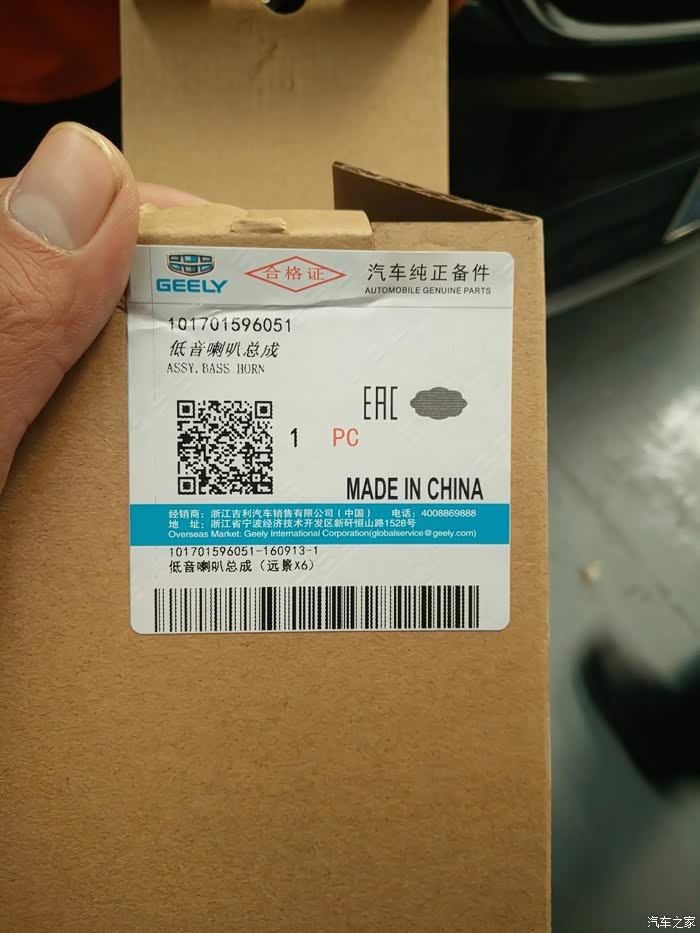 GEELY
合格证
汽车纯正备件
AUTOMOBILE GENUINE PARTS
101701596051
低音喇叭总成
ASSY,BASS HORN
1 PC
EAC
MADE IN CHINA
经销商：浙江吉利汽车销售有限公司（中国） 电话：4008869888
地 址：浙江省宁波经济技术开发区新矸恒山路1528号
Overseas Market: Geely International Corporation(globalservice@geely.com)
101701596051-160913-1
低音喇叭总成（远景X6）
汽车之家